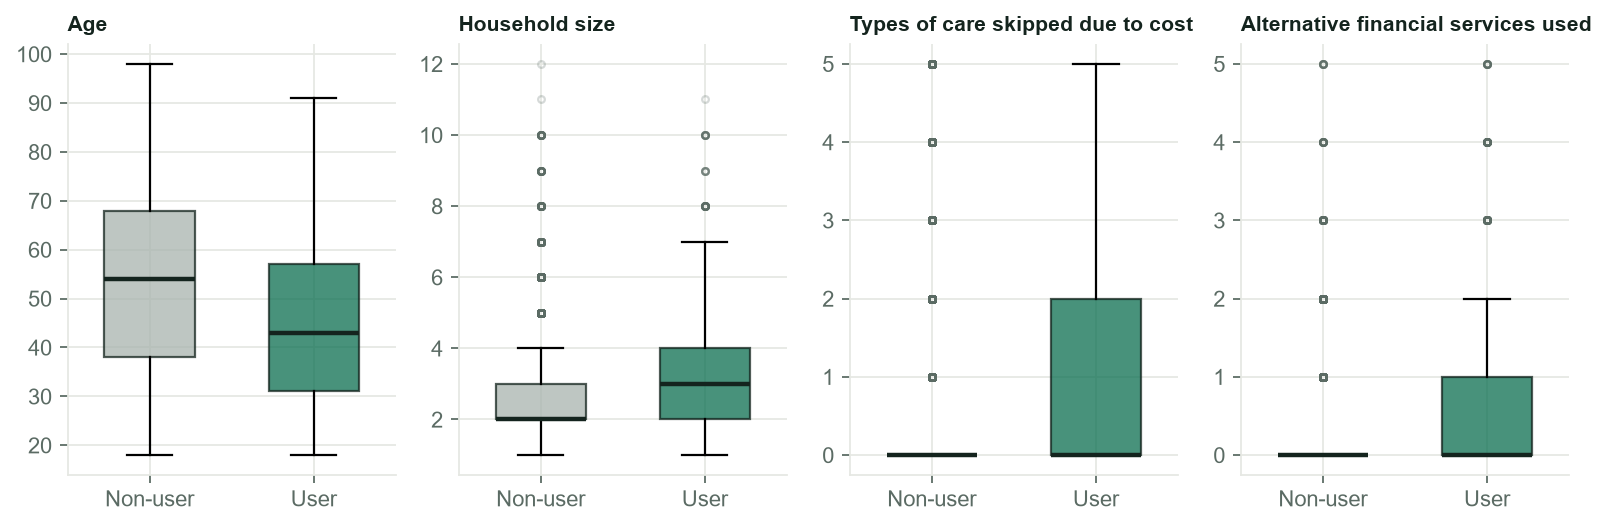 Age
100
90
80
70
60
50
40
30
20
Non-user
User
Household size
12
10
8
6
4
2
Non-user
User
Types of care skipped due to cost
5
4
3
2
1
0
Non-user
User
Alternative financial services used
5
4
3
2
1
0
Non-user
User